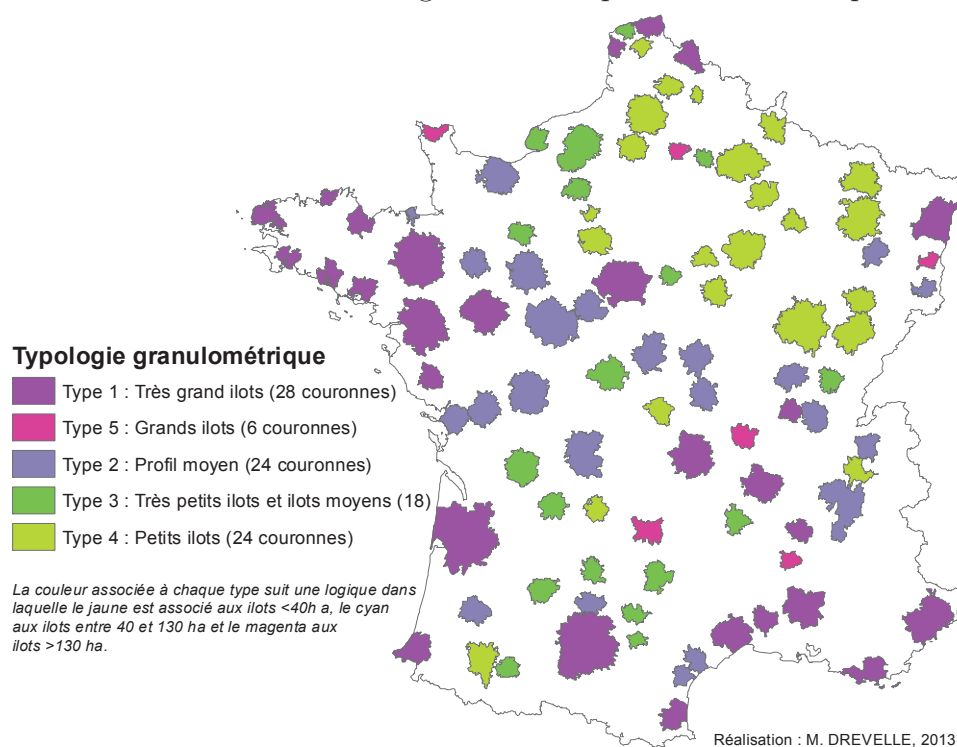 Typologie granulométrique
Type 1 : Très grand ilots (28 couronnes)
Type 5 : Grands ilots (6 couronnes)
Type 2 : Profil moyen (24 couronnes)
Type 3 : Très petits ilots et ilots moyens (18)
Type 4 : Petits ilots (24 couronnes)
La couleur associée à chaque type suit une logique dans
laquelle le jaune est associé aux ilots <40h a, le cyan
aux ilots entre 40 et 130 ha et le magenta aux
ilots >130 ha.
Réalisation : M. DREVELLE, 2013